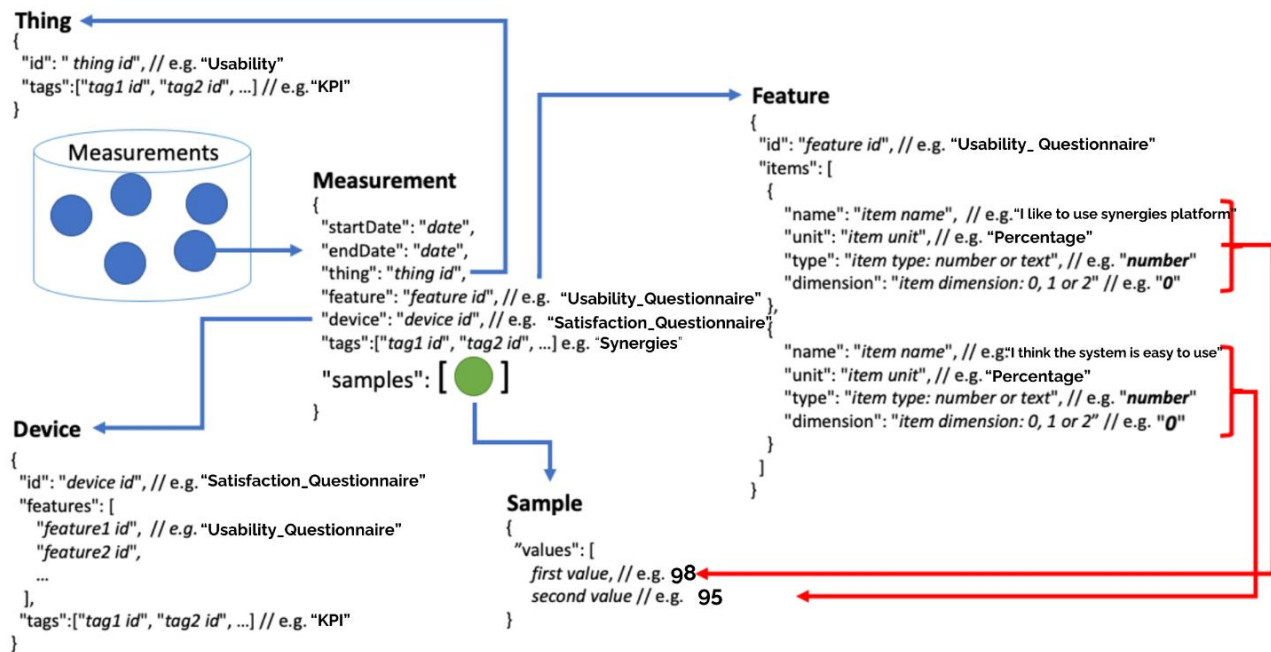 Thing
{
"id": " thing id", // e.g. “Usability”
"tags":["tag1 id", "tag2 id", ...] // e.g. “KPI”
}
Measurements
Measurement
{
"startDate": "date",
"endDate": "date",
"thing": "thing id",
"feature": "feature id", // e.g. “Usability_Questionnaire”
"device": "device id", // e.g. “Satisfaction_Questionnaire”
"tags":["tag1 id", "tag2 id", ...] e.g. “Synergies”
"samples": [ ]
}
Feature
{
"id": "feature id", // e.g. “Usability_ Questionnaire”
"items": [
{
"name": "item name", // e.g.“I like to use synergies platform”
"unit": "item unit", // e.g. “Percentage”
"type": "item type: number or text", // e.g. "number"
"dimension": "item dimension: 0, 1 or 2" // e.g. "0"
},
{
"name": "item name", // e.g.“I think the system is easy to use”
"unit": "item unit", // e.g. “Percentage”
"type": "item type: number or text", // e.g. "number"
"dimension": "item dimension: 0, 1 or 2” // e.g. "0"
}
]
}
Device
{
"id": "device id", // e.g. “Satisfaction_Questionnaire”
"features": [
"feature1 id", // e.g. “Usability_Questionnaire”
"feature2 id",
...
],
"tags":["tag1 id", "tag2 id", ...] // e.g. “KPI”
}
Sample
{
”values": [
first value, // e.g. 98
second value // e.g. 95
}